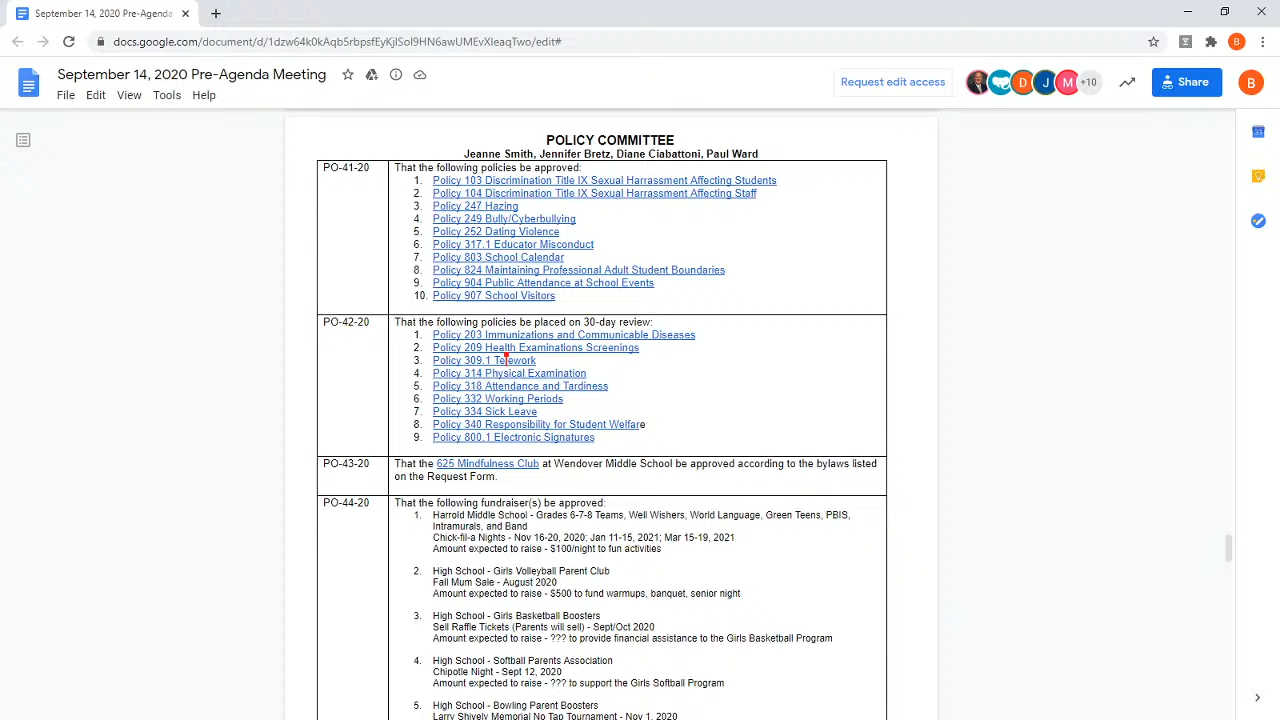 September 14, 2020 Pre-Agenda
docs.google.com/document/d/1dzw64k0kAqb5rbpsfEyKjlSol9HN6awUMEvXIeaqTwo/edit#
September 14, 2020 Pre-Agenda Meeting
File Edit View Tools Help
Request edit access
D J M +10
Share
B
POLICY COMMITTEE
Jeanne Smith, Jennifer Bretz, Diane Ciabattoni, Paul Ward
PO-41-20 That the following policies be approved:
1. Policy 103 Discrimination Title IX Sexual Harrassment Affecting Students
2. Policy 104 Discrimination Title IX Sexual Harrassment Affecting Staff
3. Policy 247 Hazing
4. Policy 249 Bully/Cyberbullying
5. Policy 252 Dating Violence
6. Policy 317.1 Educator Misconduct
7. Policy 803 School Calendar
8. Policy 824 Maintaining Professional Adult Student Boundaries
9. Policy 904 Public Attendance at School Events
10. Policy 907 School Visitors
PO-42-20 That the following policies be placed on 30-day review:
1. Policy 203 Immunizations and Communicable Diseases
2. Policy 209 Health Examinations Screenings
3. Policy 309.1 Telework
4. Policy 314 Physical Examination
5. Policy 318 Attendance and Tardiness
6. Policy 332 Working Periods
7. Policy 334 Sick Leave
8. Policy 340 Responsibility for Student Welfare
9. Policy 800.1 Electronic Signatures
PO-43-20 That the 625 Mindfulness Club at Wendover Middle School be approved according to the bylaws listed
on the Request Form.
PO-44-20 That the following fundraiser(s) be approved:
1. Harrold Middle School - Grades 6-7-8 Teams, Well Wishers, World Language, Green Teens, PBIS,
Intramurals, and Band
Chick-fil-a Nights - Nov 16-20, 2020; Jan 11-15, 2021; Mar 15-19, 2021
Amount expected to raise - $100/night to fun activities
2. High School - Girls Volleyball Parent Club
Fall Mum Sale - August 2020
Amount expected to raise - $500 to fund warmups, banquet, senior night
3. High School - Girls Basketball Boosters
Sell Raffle Tickets (Parents will sell) - Sept/Oct 2020
Amount expected to raise - ??? to provide financial assistance to the Girls Basketball Program
4. High School - Softball Parents Association
Chipotle Night - Sept 12, 2020
Amount expected to raise - ??? to support the Girls Softball Program
5. High School - Bowling Parent Boosters
Larry Shively Memorial No Tap Tournament - Nov 1, 2020